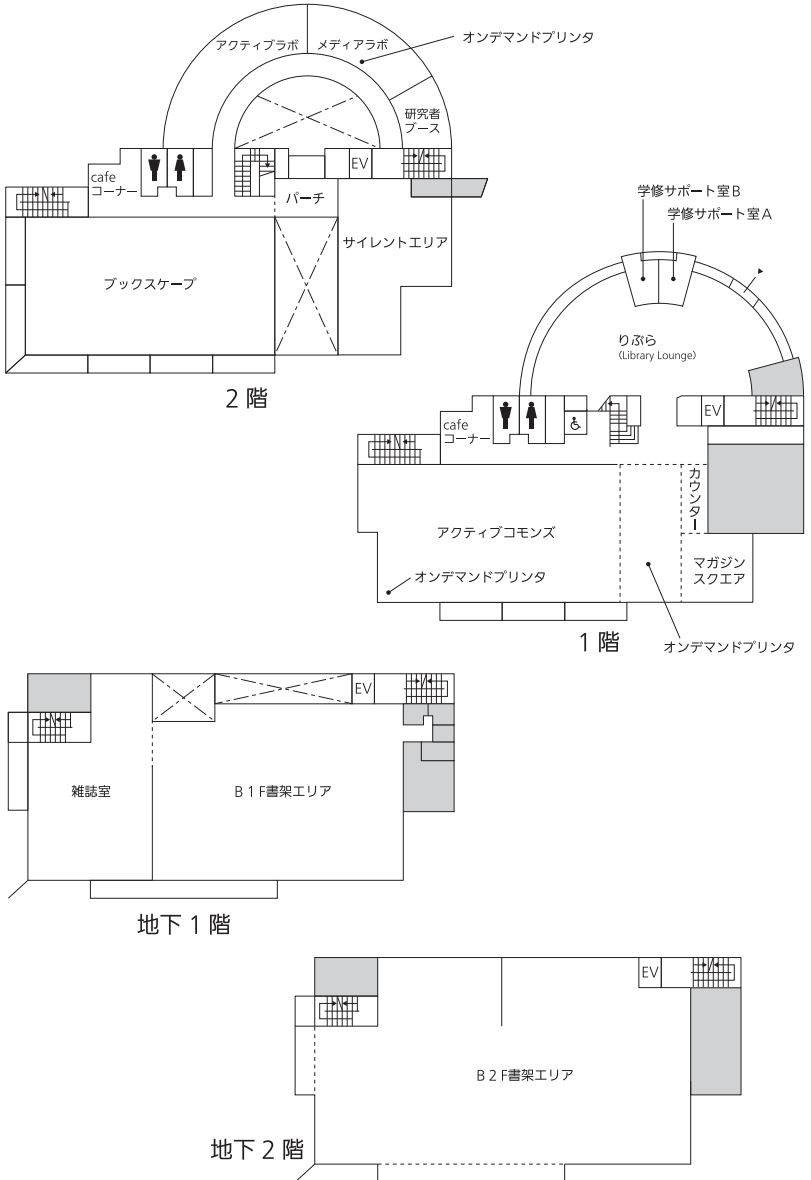 アクティブラボ
メディアラボ
オンデマンドプリンタ
研究者
ブース
cafe
コーナー
EV
パーチ
サイレントエリア
ブックスケープ
2階
学修サポート室B
学修サポート室A
りぶら
(Library Lounge)
cafe
コーナー
EV
カウンター
アクティブコモンズ
マガジン
スクエア
オンデマンドプリンタ
1階
オンデマンドプリンタ
EV
雑誌室
B1F書架エリア
地下1階
EV
B2F書架エリア
地下2階